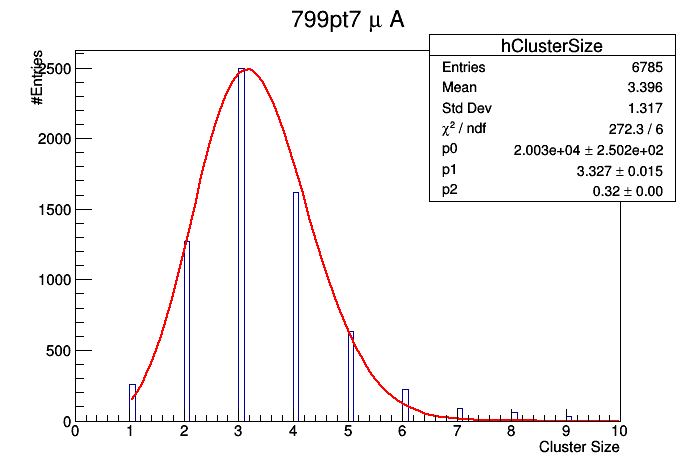 799pt7 μ A
hClusterSize
Entries 6785
Mean 3.396
Std Dev 1.317
χ² / ndf 272.3 / 6
p0 2.003e+04 ± 2.502e+02
p1 3.327 ± 0.015
p2 0.32 ± 0.00
#Entries
2500
2000
1500
1000
500
0
0 1 2 3 4 5 6 7 8 9 10
Cluster Size